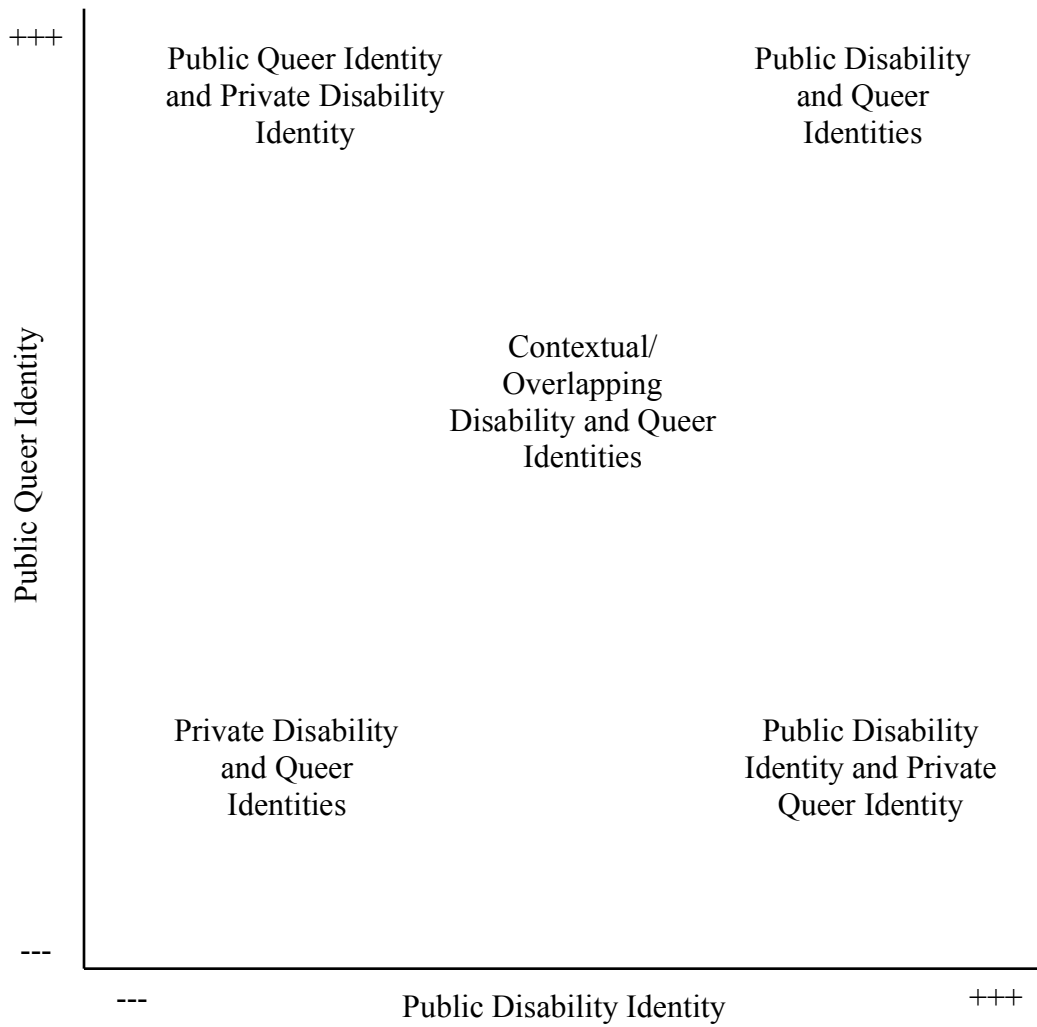 +++
Public Queer Identity
and Private Disability
Identity
Public Disability
and Queer
Identities
Public Queer Identity
Contextual/
Overlapping
Disability and Queer
Identities
Private Disability
and Queer
Identities
Public Disability
Identity and Private
Queer Identity
---
---
Public Disability Identity
+++